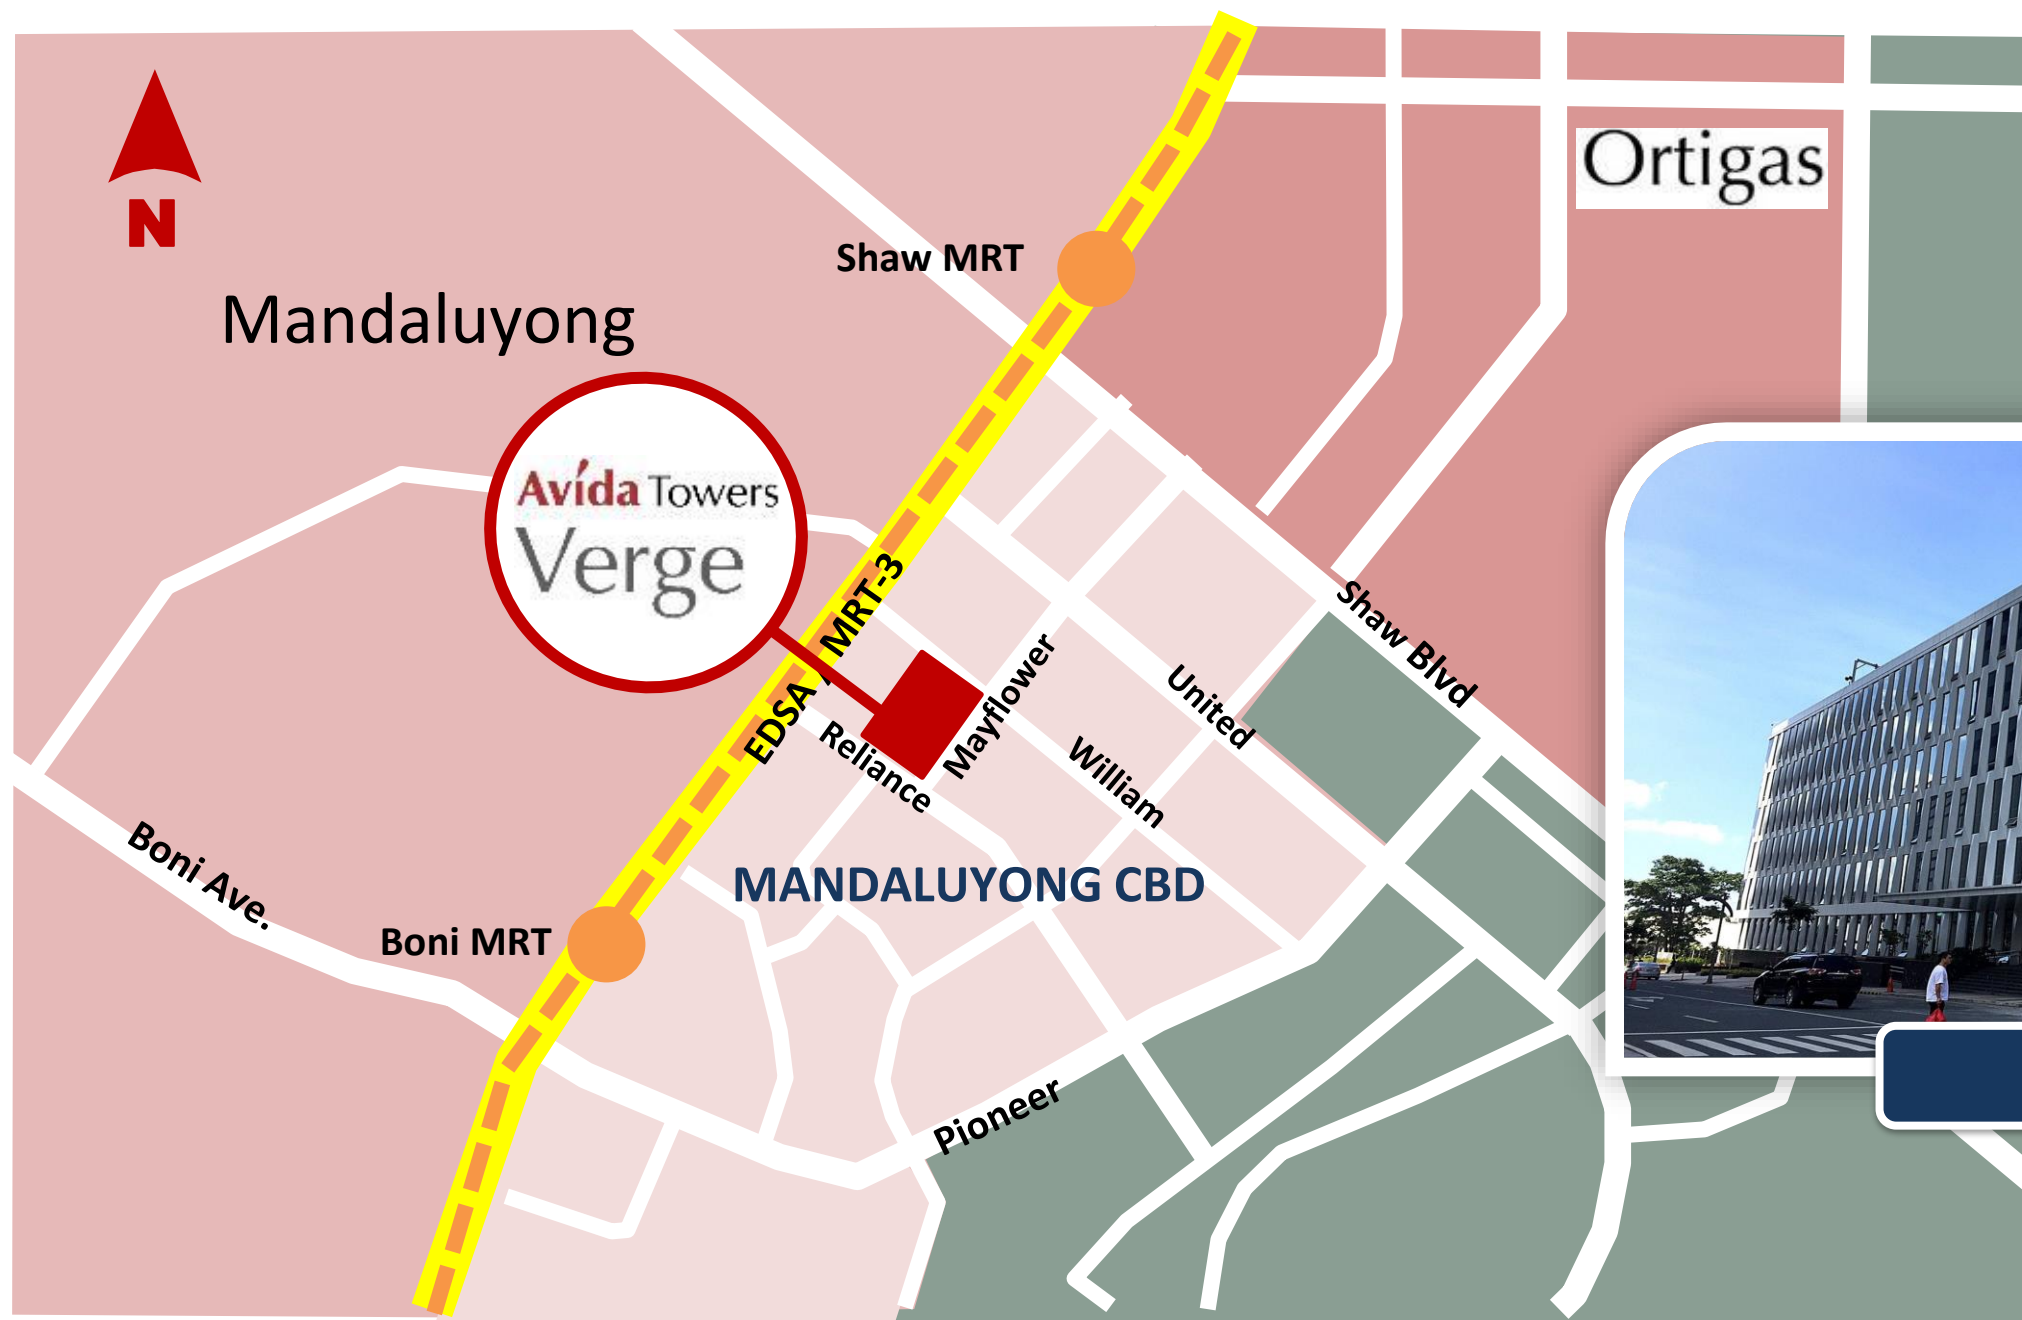 Ortigas
N
Shaw MRT
Mandaluyong
Avida Towers
Verge
EDSA / MRT-3
Shaw Blvd
Mayflower
United
Reliance
William
Boni Ave.
MANDALUYONG CBD
Boni MRT
Pioneer